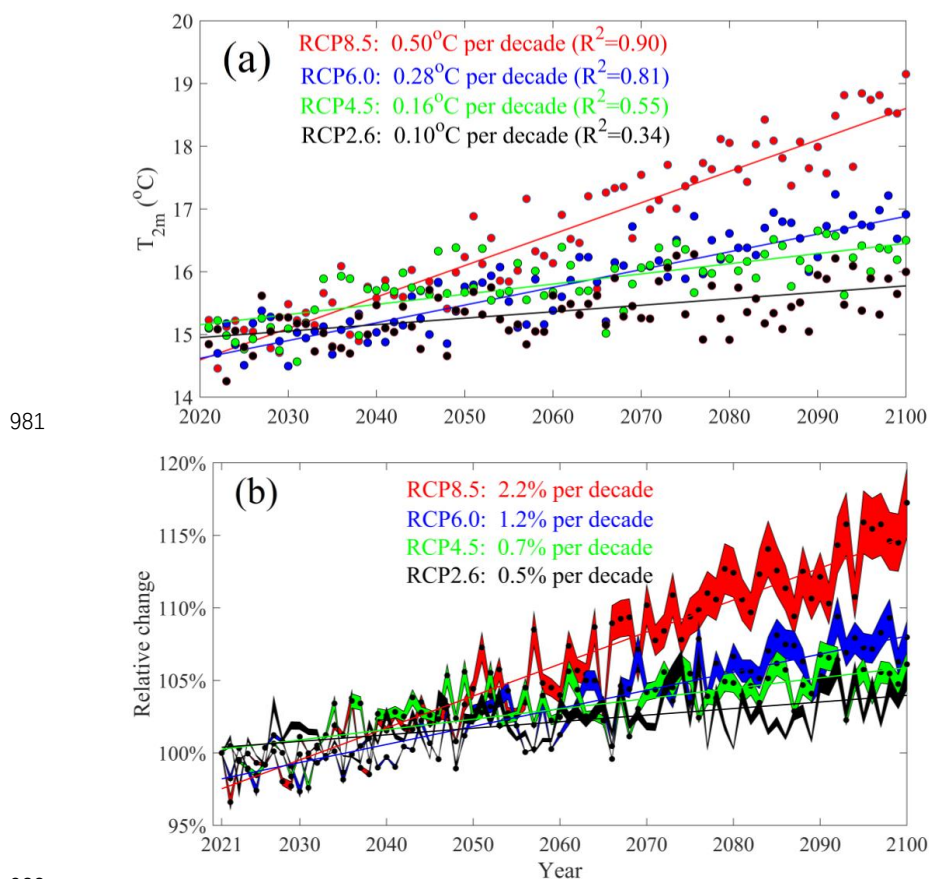 20
(a)
RCP8.5: 0.50°C per decade (R²=0.90)
RCP6.0: 0.28°C per decade (R²=0.81)
RCP4.5: 0.16°C per decade (R²=0.55)
RCP2.6: 0.10°C per decade (R²=0.34)
19
18
17
16
15
14
T2m (°C)
2020 2030 2040 2050 2060 2070 2080 2090 2100
981
120%
(b)
RCP8.5: 2.2% per decade
RCP6.0: 1.2% per decade
RCP4.5: 0.7% per decade
RCP2.6: 0.5% per decade
115%
110%
105%
100%
95%
Relative change
2021 2030 2040 2050 2060 2070 2080 2090 2100
Year